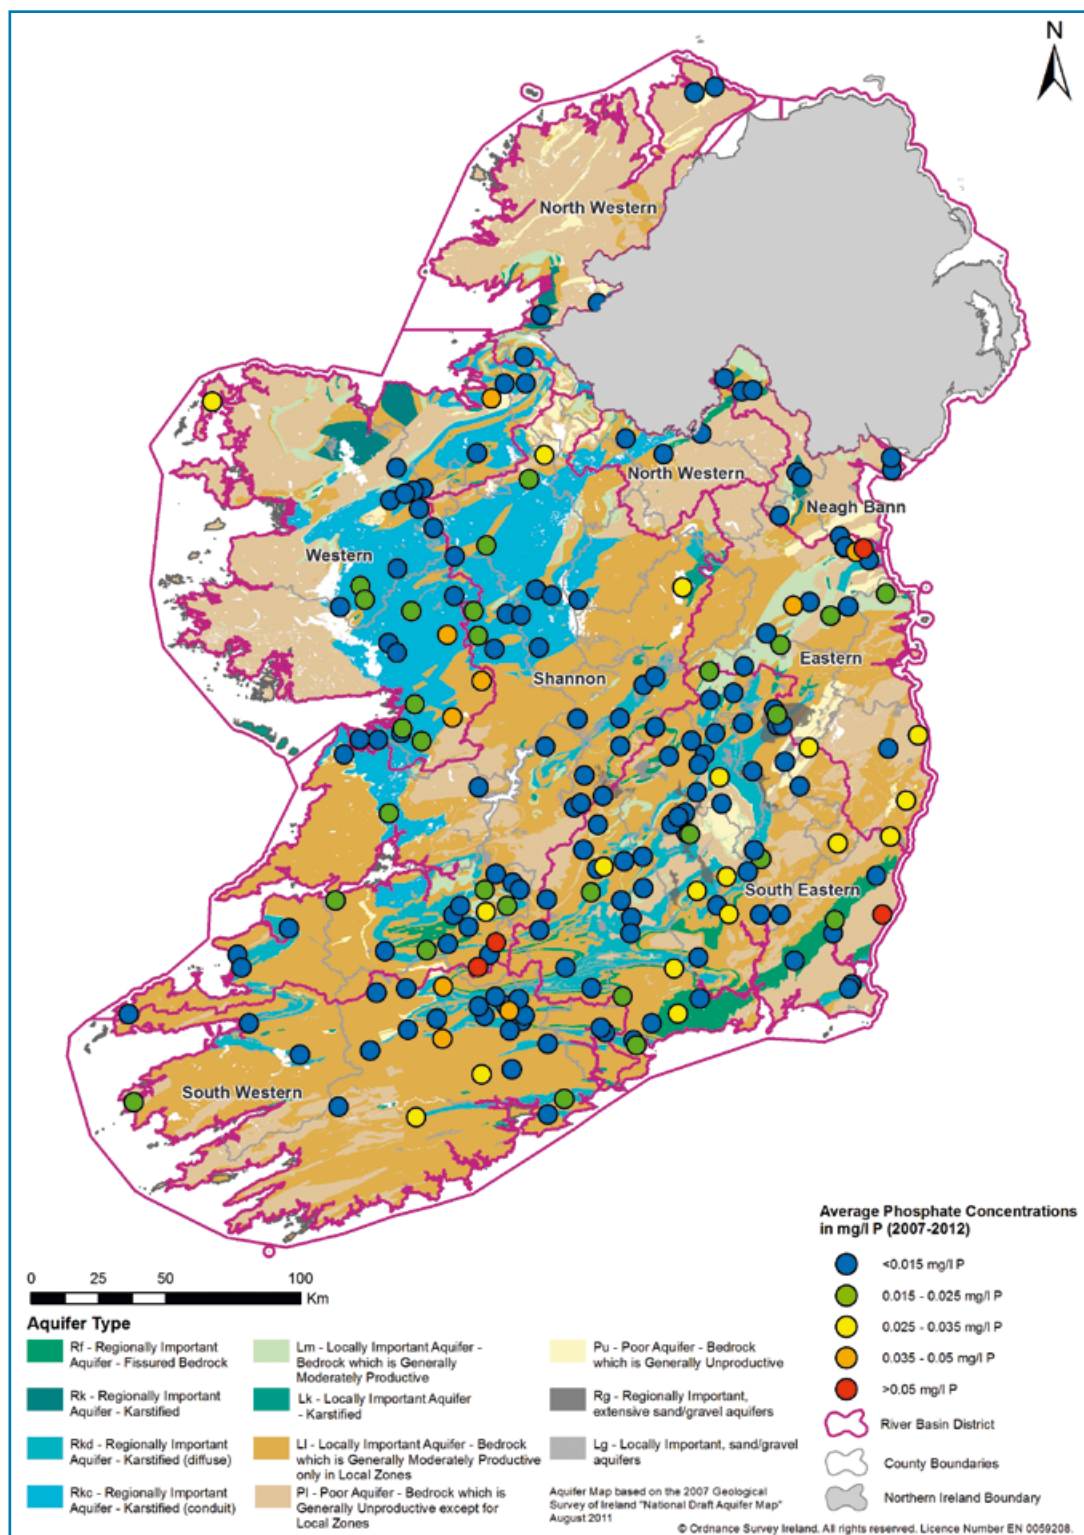 N
North Western
North Western
Neagh Bann
Western
Eastern
Shannon
South Eastern
South Western
Average Phosphate Concentrations
in mg/l P (2007-2012)
<0.015 mg/l P
0.015 - 0.025 mg/l P
0.025 - 0.035 mg/l P
0.035 - 0.05 mg/l P
>0.05 mg/l P
River Basin District
County Boundaries
Northern Ireland Boundary
0 25 50 100
Km
Aquifer Type
Rf - Regionally Important
Aquifer - Fissured Bedrock
Rk - Regionally Important
Aquifer - Karstified
Rkd - Regionally Important
Aquifer - Karstified (diffuse)
Rkc - Regionally Important
Aquifer - Karstified (conduit)
Lm - Locally Important Aquifer -
Bedrock which is Generally
Moderately Productive
Lk - Locally Important Aquifer
- Karstified
Ll - Locally Important Aquifer - Bedrock
which is Generally Moderately Productive
only in Local Zones
Pl - Poor Aquifer - Bedrock which is
Generally Unproductive except for
Local Zones
Pu - Poor Aquifer - Bedrock
which is Generally Unproductive
Rg - Regionally Important,
extensive sand/gravel aquifers
Lg - Locally Important, sand/gravel
aquifers
Aquifer Map based on the 2007 Geological
Survey of Ireland "National Draft Aquifer Map"
August 2011
© Ordnance Survey Ireland. All rights reserved. Licence Number EN 0059208.